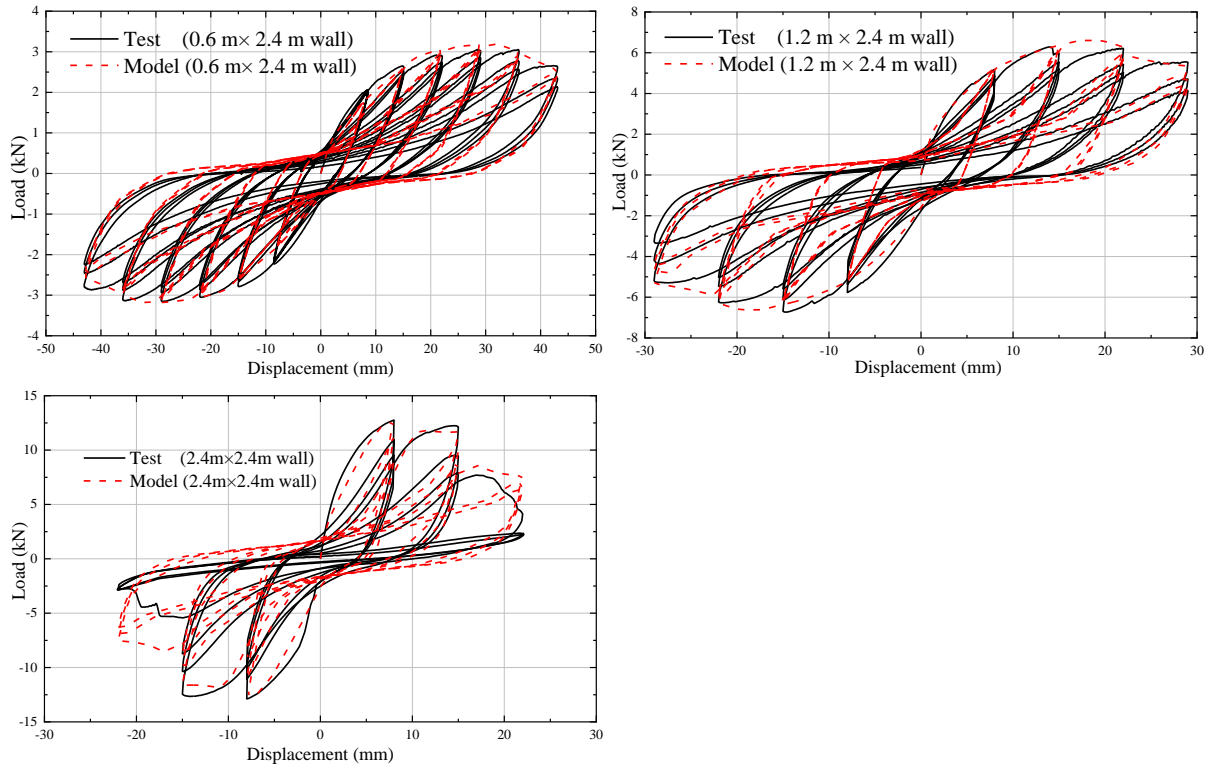 4
3
2
1
0
-1
-2
-3
-4
Load (kN)
Test (0.6 m× 2.4 m wall)
Model (0.6 m× 2.4 m wall)
-50 -40 -30 -20 -10 0 10 20 30 40 50
Displacement (mm)
8
6
4
2
0
-2
-4
-6
-8
Load (kN)
Test (1.2 m × 2.4 m wall)
Model (1.2 m × 2.4 m wall)
-30 -20 -10 0 10 20 30
Displacement (mm)
15
10
5
0
-5
-10
-15
Load (kN)
Test (2.4m×2.4m wall)
Model (2.4m×2.4m wall)
-30 -20 -10 0 10 20 30
Displacement (mm)